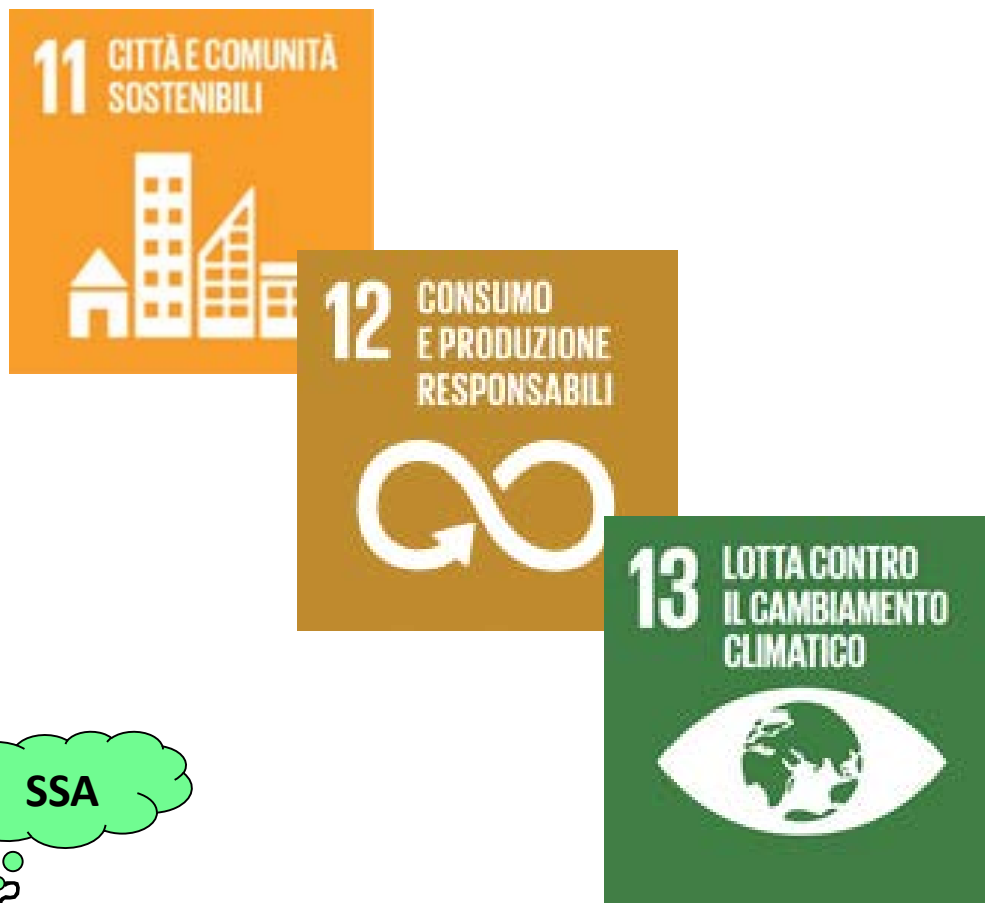 11 CITTÀ E COMUNITÀ
SOSTENIBILI
12 CONSUMO
E PRODUZIONE
RESPONSABILI
13 LOTTA CONTRO
IL CAMBIAMENTO
CLIMATICO
SSA